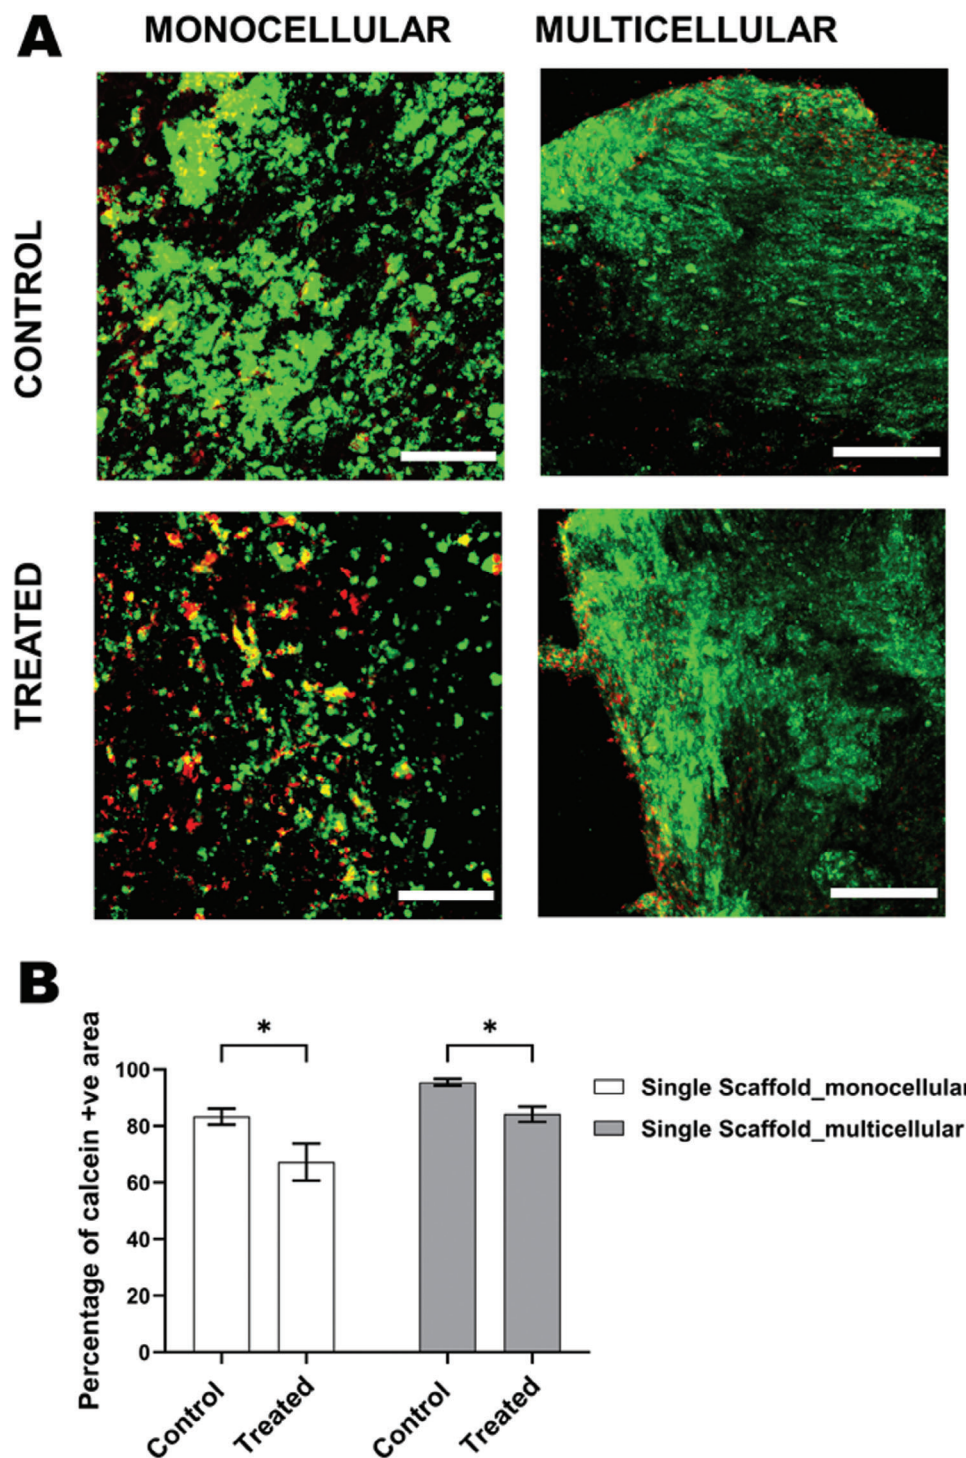 A
MONOCELLULAR
MULTICELLULAR
CONTROL
TREATED
B
Percentage of calcein +ve area
*
*
100
80
60
40
20
0
Control
Treated
Control
Treated
Single Scaffold_monocellular
Single Scaffold_multicellular